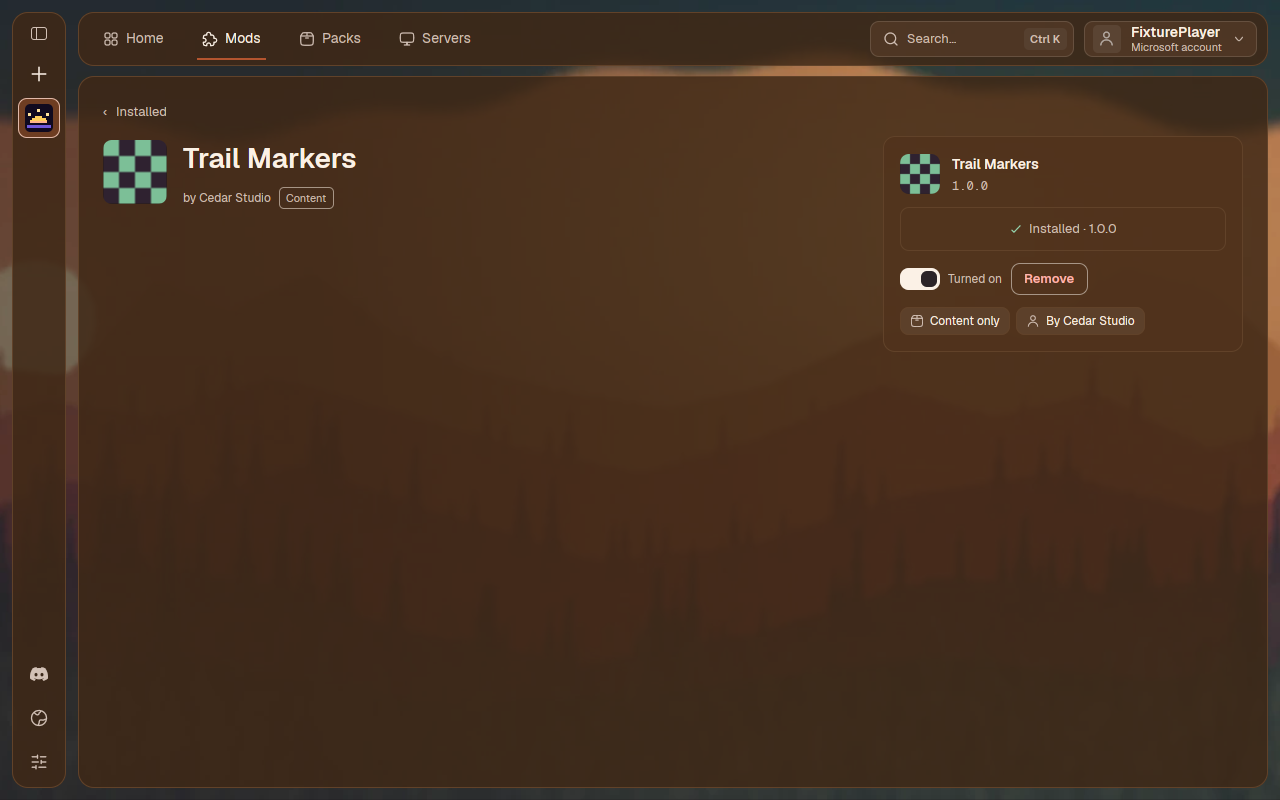 Home
Mods
Packs
Servers
Search...
Ctrl K
FixturePlayer
Microsoft account
‹ Installed
Trail Markers
by Cedar Studio
Content
Trail Markers
1.0.0
Installed · 1.0.0
Turned on
Remove
Content only
By Cedar Studio